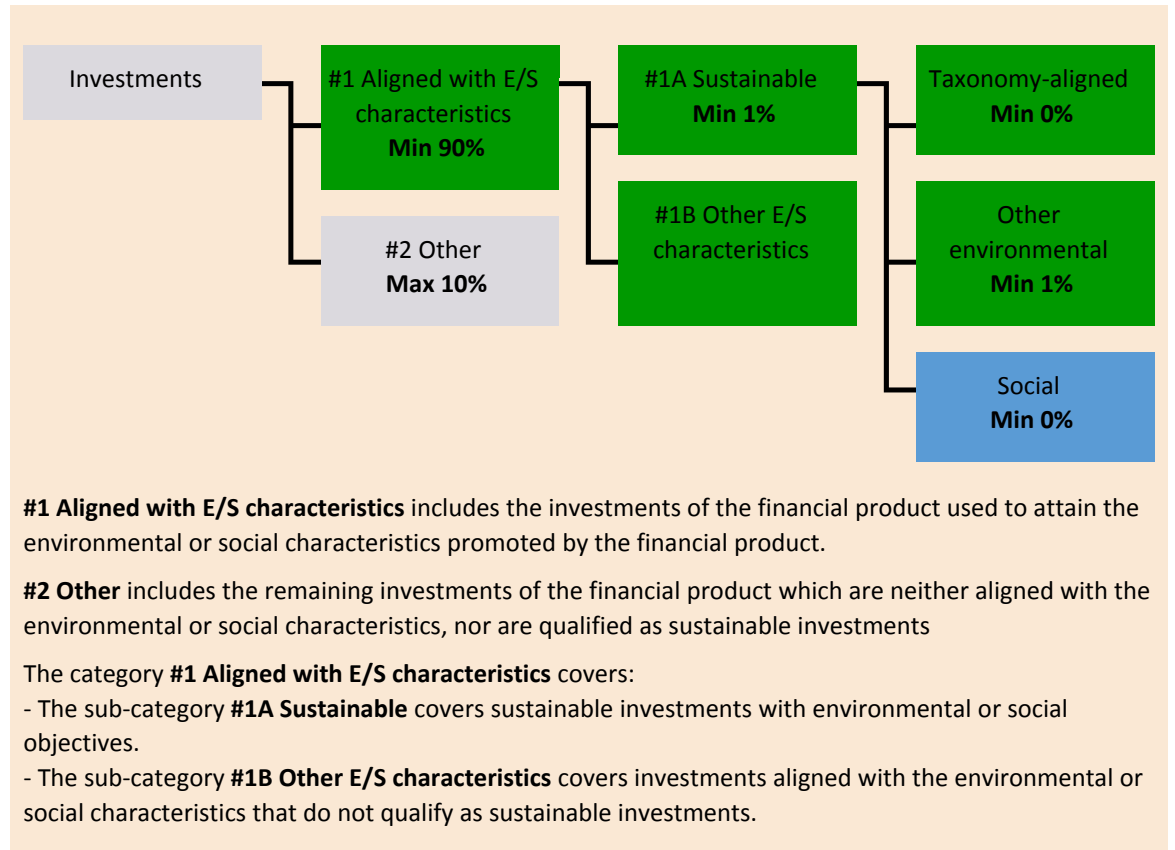 Investments
#1 Aligned with E/S
characteristics
Min 90%
#2 Other
Max 10%
#1A Sustainable
Min 1%
#1B Other E/S
characteristics
Taxonomy-aligned
Min 0%
Other
environmental
Min 1%
Social
Min 0%
#1 Aligned with E/S characteristics includes the investments of the financial product used to attain the
environmental or social characteristics promoted by the financial product.
#2 Other includes the remaining investments of the financial product which are neither aligned with the
environmental or social characteristics, nor are qualified as sustainable investments
The category #1 Aligned with E/S characteristics covers:
- The sub-category #1A Sustainable covers sustainable investments with environmental or social
objectives.
- The sub-category #1B Other E/S characteristics covers investments aligned with the environmental or
social characteristics that do not qualify as sustainable investments.